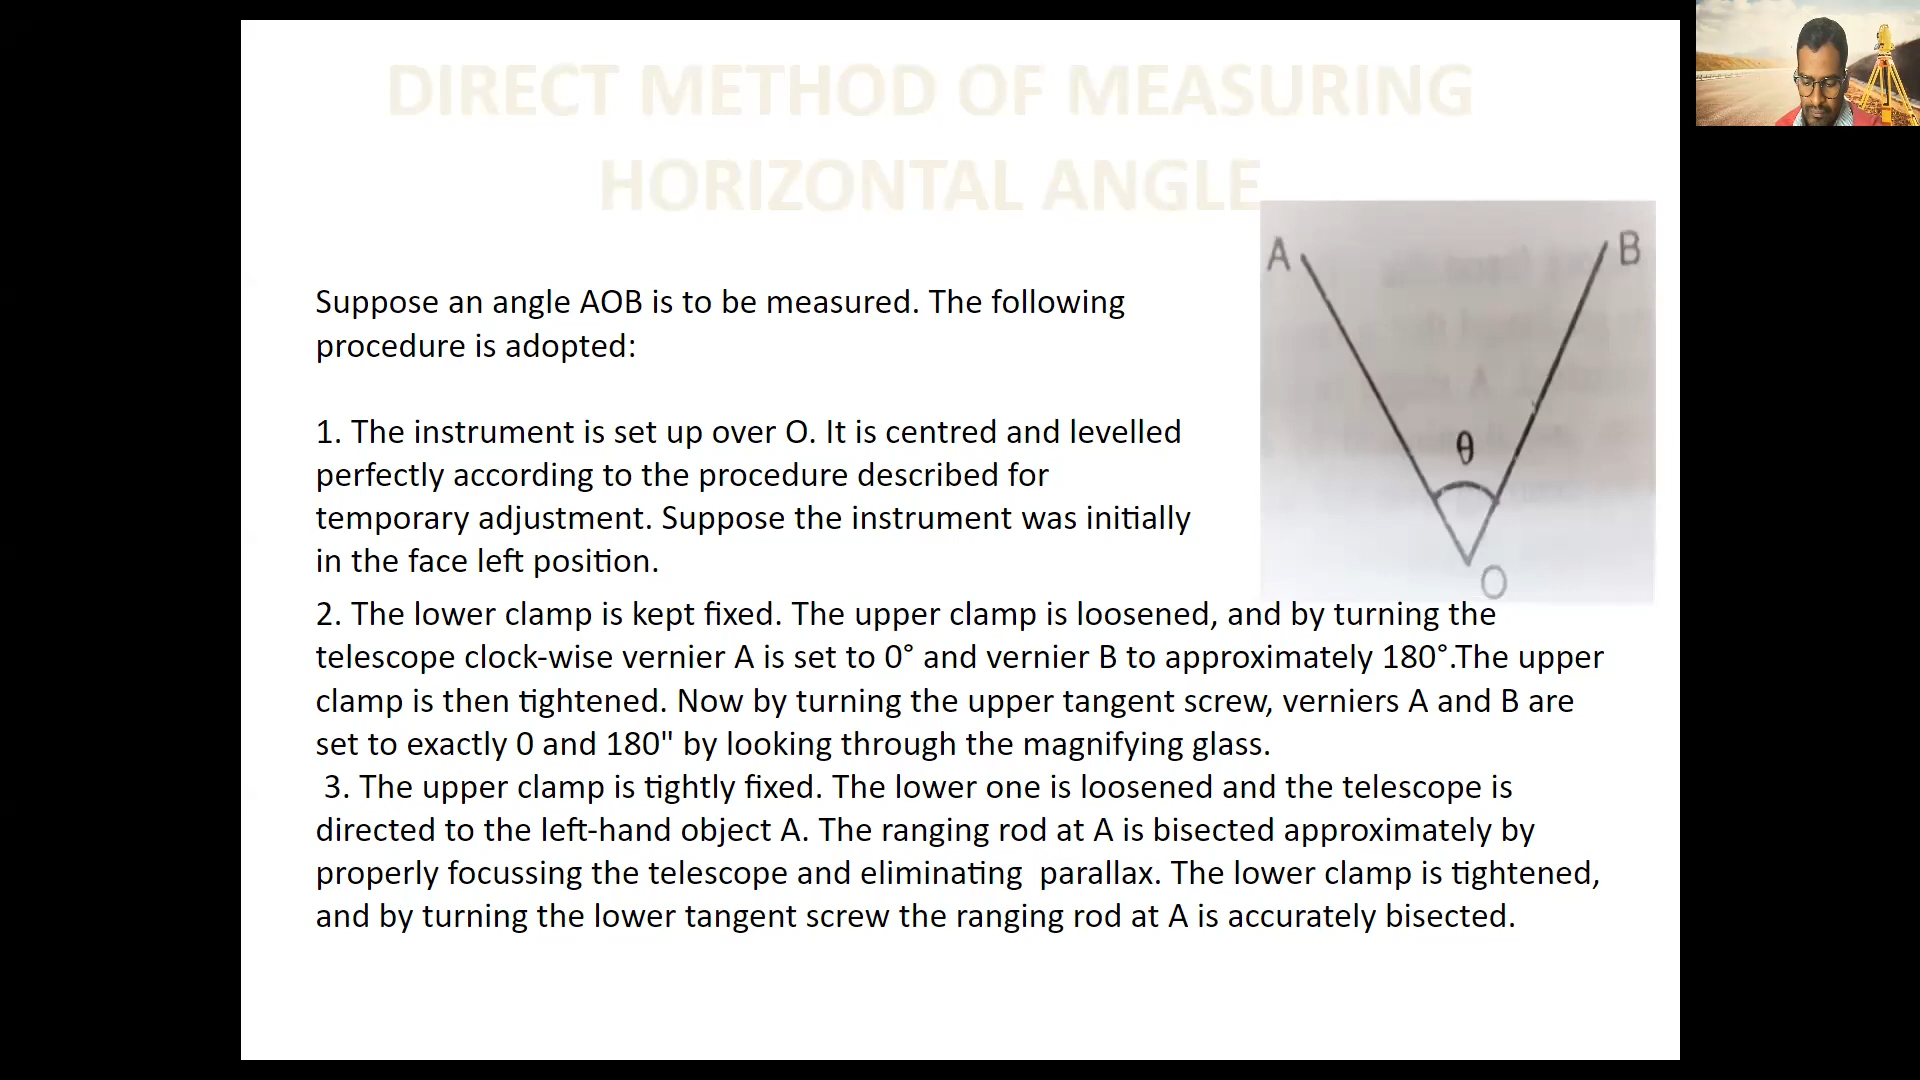 DIRECT METHOD OF MEASURING
HORIZONTAL ANGLE
A
B
Suppose an angle AOB is to be measured. The following
procedure is adopted:
1. The instrument is set up over O. It is centred and levelled
θ
perfectly according to the procedure described for
temporary adjustment. Suppose the instrument was initially
in the face left position.
O
2. The lower clamp is kept fixed. The upper clamp is loosened, and by turning the
telescope clock-wise vernier A is set to 0° and vernier B to approximately 180°.The upper
clamp is then tightened. Now by turning the upper tangent screw, verniers A and B are
set to exactly 0 and 180" by looking through the magnifying glass.
3. The upper clamp is tightly fixed. The lower one is loosened and the telescope is
directed to the left-hand object A. The ranging rod at A is bisected approximately by
properly focussing the telescope and eliminating  parallax. The lower clamp is tightened,
and by turning the lower tangent screw the ranging rod at A is accurately bisected.